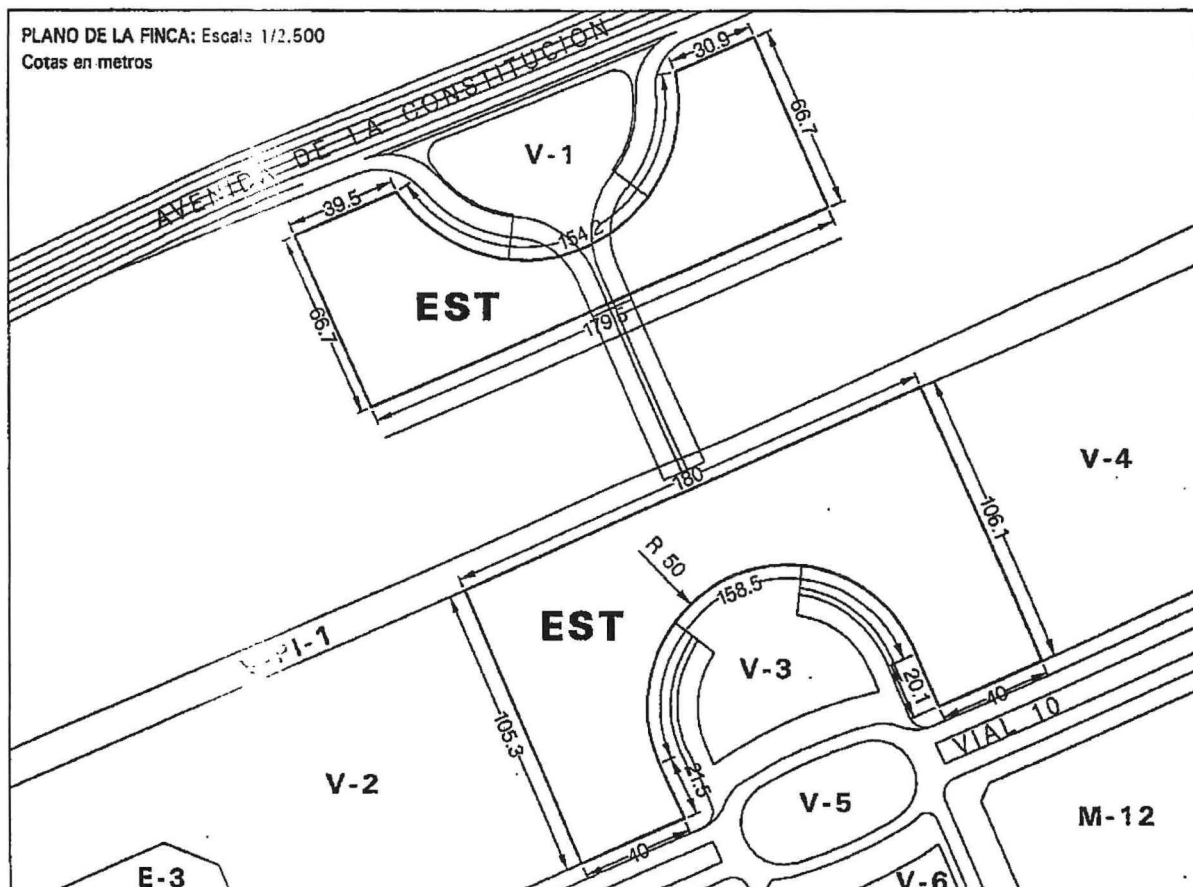 PLANO DE LA FINCA: Escala 1/2.500
Cotas en metros
AVENIDA DE LA CONSTITUCION
30.9
66.7
V-1
39.5
154.2
EST
66.7
179.5
180
V-4
106.1
R 50
158.5
EST
V-3
PI-1
20.1
40
105.3
VIAL 10
21.5
V-2
V-5
M-12
40
E-3
V-6